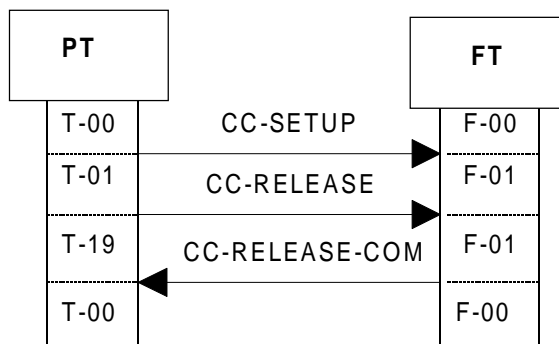 PT
FT
T-00 CC-SETUP F-00
T-01 CC-RELEASE F-01
T-19 CC-RELEASE-COM F-01
T-00 F-00